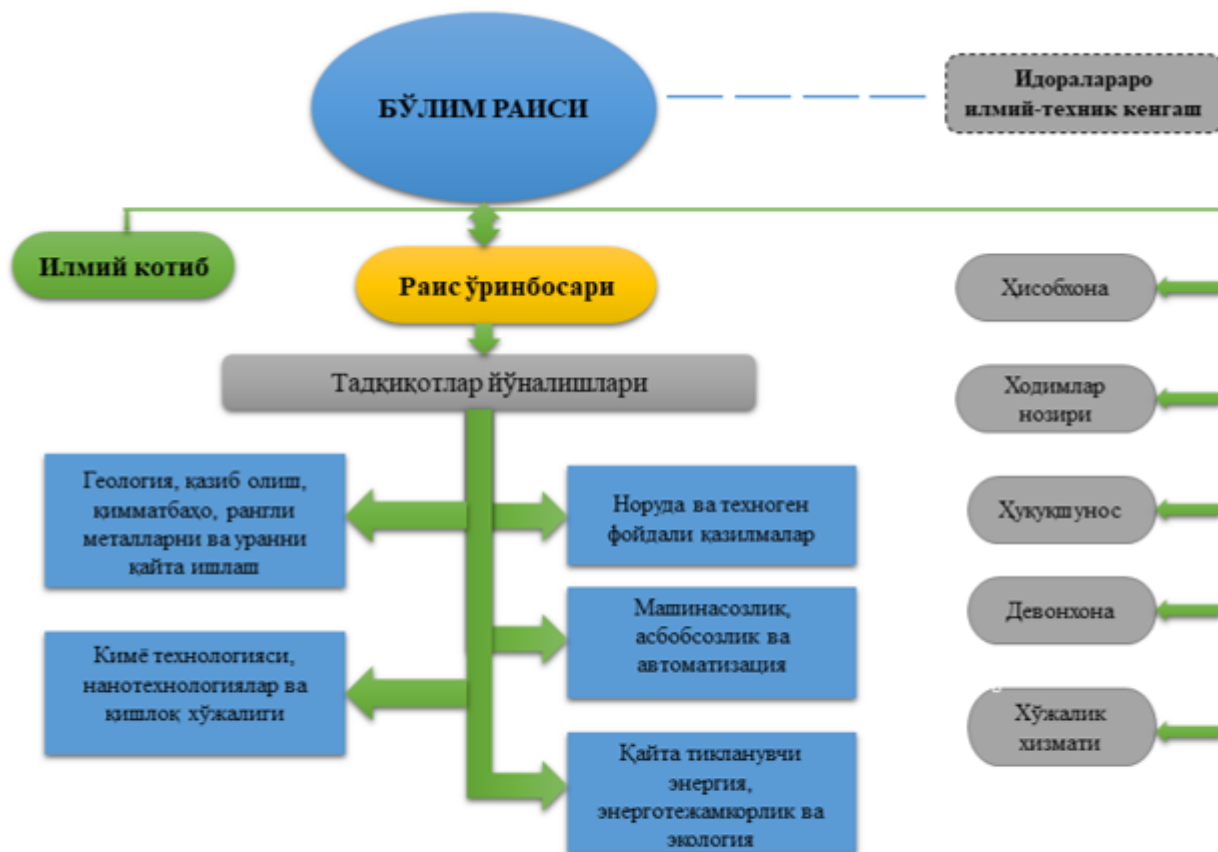 БЎЛИМ РАИСИ
Идоралараро
илмий-техник кенгаш
Илмий котиб
Раис ўринбосари
Тадқиқотлар йўналишлари
Геология, қазиб олиш,
қимматбаҳо, рангли
металларни ва уранни
қайта ишлаш
Норуда ва техноген
фойдали қазилмалар
Кимё технологияси,
нанотехнологиялар ва
қишлоқ хўжалиги
Машинасозлик,
асбобсозлик ва
автоматизация
Қайта тикланувчи
энергия,
энерготежамкорлик ва
экология
Ҳисобхона
Ходимлар
нозири
Ҳуқуқшунос
Девонхона
Хўжалик
хизмати